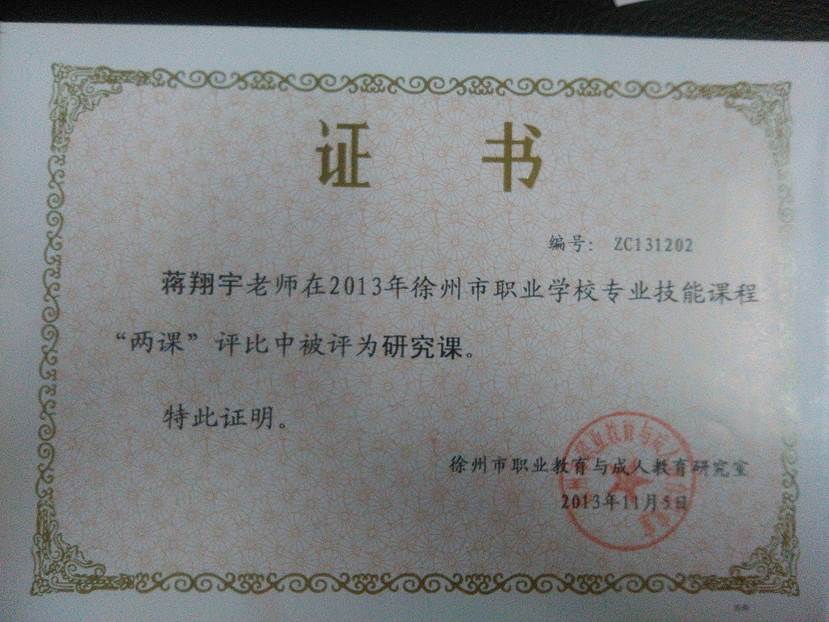 证 书
编号： ZC131202
蒋翔宇老师在2013年徐州市职业学校专业技能课程
“两课”评比中被评为研究课。
特此证明。
徐州市职业教育与成人教育研究室
2013年11月5日